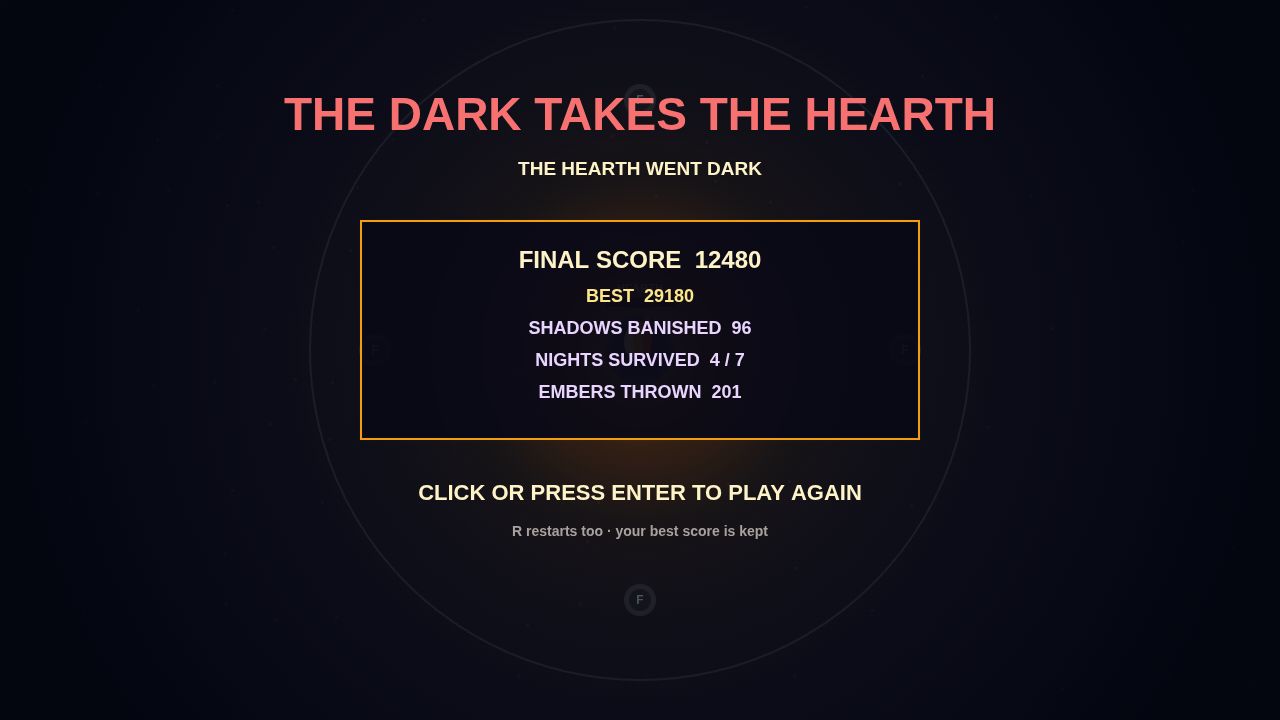 F
THE DARK TAKES THE HEARTH
THE HEARTH WENT DARK
FINAL SCORE 12480
BEST 29180
SHADOWS BANISHED 96
NIGHTS SURVIVED 4 / 7
F
F
EMBERS THROWN 201
CLICK OR PRESS ENTER TO PLAY AGAIN
R restarts too · your best score is kept
F